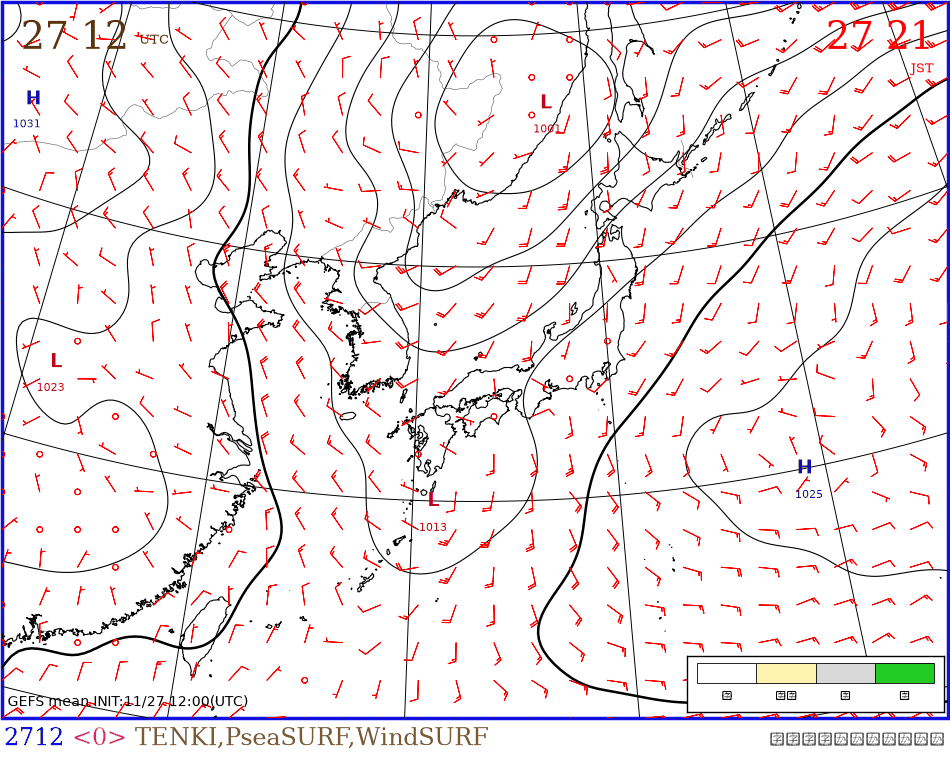 27 12 UTC
27 21
JST
H
1031
L
1001
L
1023
H
1025
L
1013
GEFS mean INIT:11/27 12:00(UTC)
2712 <0> TENKI,PseaSURF,WindSURF